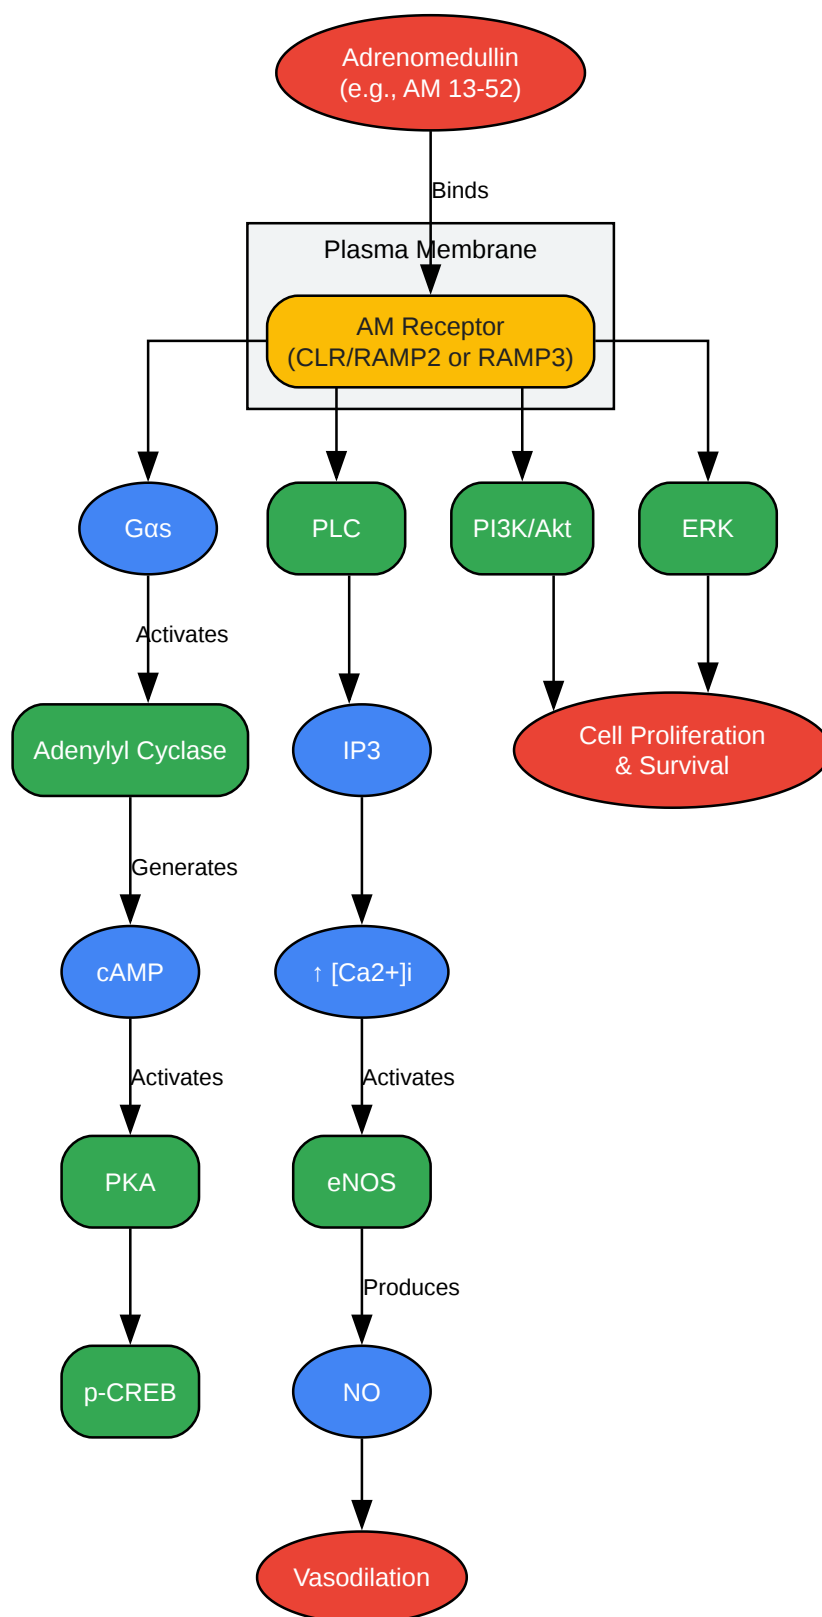 Adrenomedullin
(e.g., AM 13-52)
Binds
Plasma Membrane
AM Receptor
(CLR/RAMP2 or RAMP3)
Gαs
PLC
PI3K/Akt
ERK
Activates
Adenylyl Cyclase
IP3
Cell Proliferation
& Survival
Generates
cAMP
↑ [Ca2+]i
Activates
Activates
PKA
eNOS
Produces
p-CREB
NO
Vasodilation